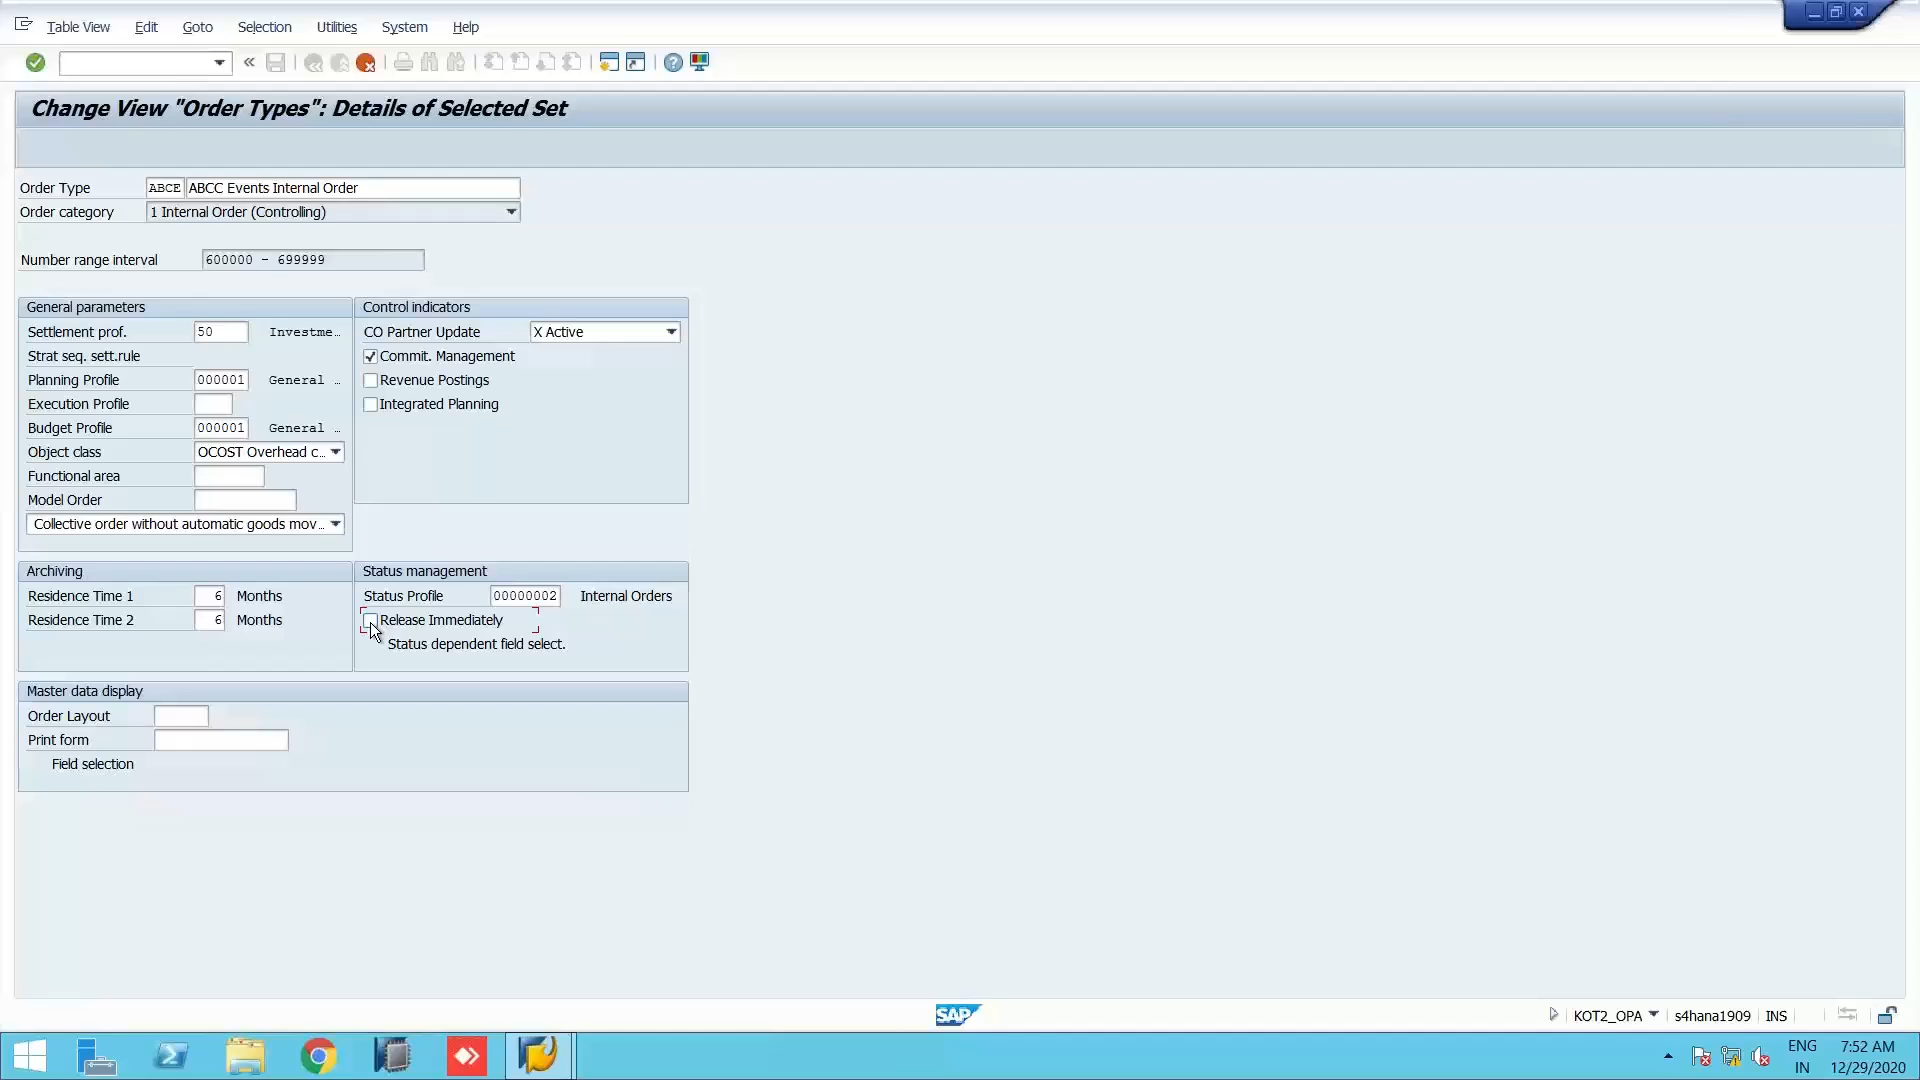 Table View Edit Goto Selection Utilities System Help
Change View "Order Types": Details of Selected Set
Order Type ABCE ABCC Events Internal Order
Order category 1 Internal Order (Controlling)
Number range interval 600000 - 699999
General parameters
Settlement prof. 50 Investme…
Strat seq. sett.rule
Planning Profile 000001 General …
Execution Profile
Budget Profile 000001 General …
Object class OCOST Overhead c…
Functional area
Model Order
Collective order without automatic goods mov…
Control indicators
CO Partner Update X Active
Commit. Management
Revenue Postings
Integrated Planning
Archiving
Residence Time 1 6 Months
Residence Time 2 6 Months
Status management
Status Profile 00000002 Internal Orders
Release Immediately
Status dependent field select.
Master data display
Order Layout
Print form
Field selection
SAP
KOT2_OPA s4hana1909 INS
ENG 7:52 AM
IN 12/29/2020